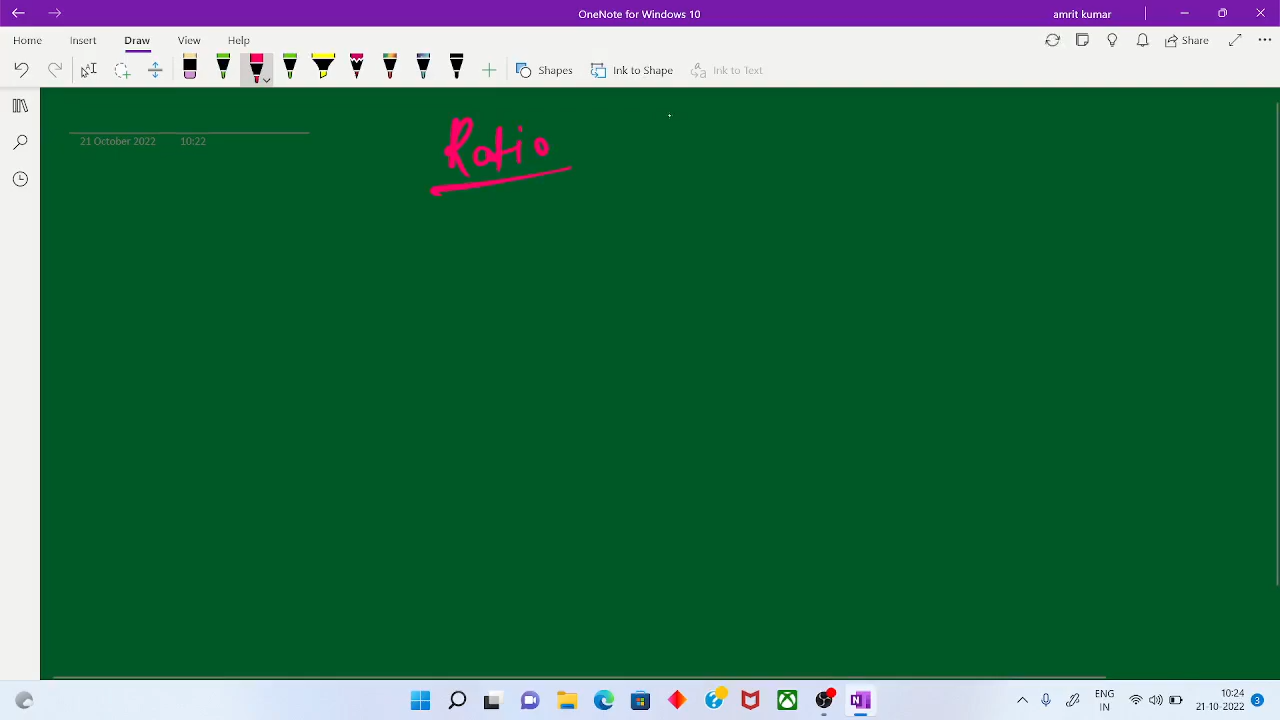 OneNote for Windows 10
amrit kumar
Home Insert Draw View Help
Share
Shapes Ink to Shape Ink to Text
21 October 2022 10:22
Ratio
ENG
IN
10:24
21-10-2022
3